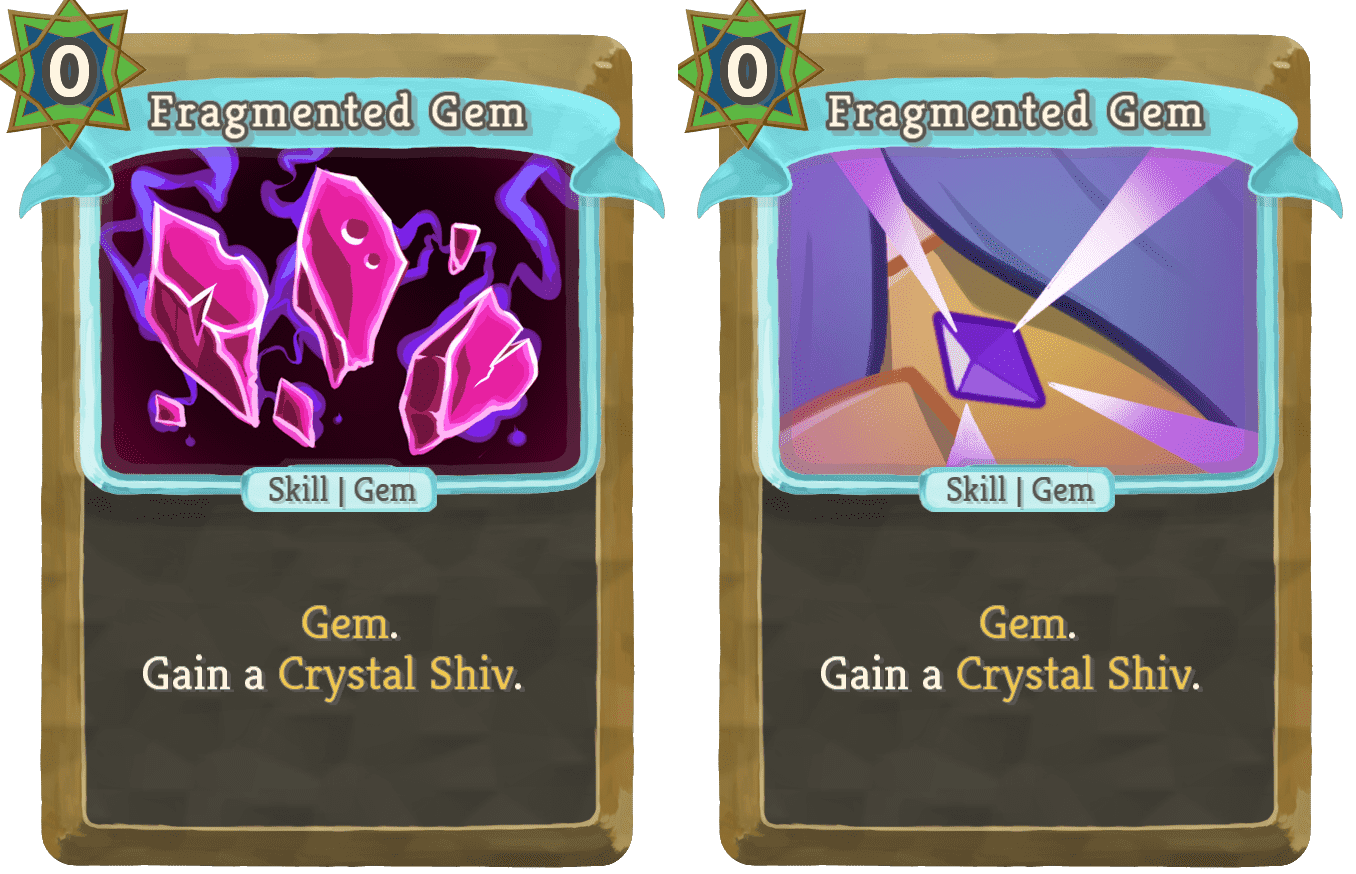 0
Fragmented Gem
Skill | Gem
Gem.
Gain a Crystal Shiv.
0
Fragmented Gem
Skill | Gem
Gem.
Gain a Crystal Shiv.